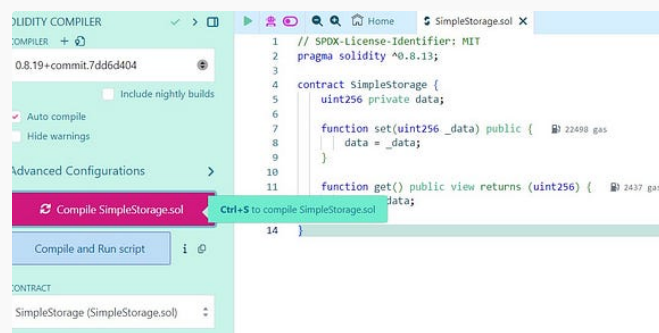 OLIDITY COMPILER
COMPILER +
0.8.19+commit.7dd6d404
Include nightly builds
Auto compile
Hide warnings
Advanced Configurations
Compile SimpleStorage.sol
Ctrl+S to compile SimpleStorage.sol
Compile and Run script i
CONTRACT
SimpleStorage (SimpleStorage.sol)
Home SimpleStorage.sol
1 // SPDX-License-Identifier: MIT
2 pragma solidity ^0.8.13;
3
4 contract SimpleStorage {
5 uint256 private data;
6
7 function set(uint256 _data) public { 22498 gas
8 data = _data;
9 }
10
11 function get() public view returns (uint256) { 2437 gas
data;
14 }